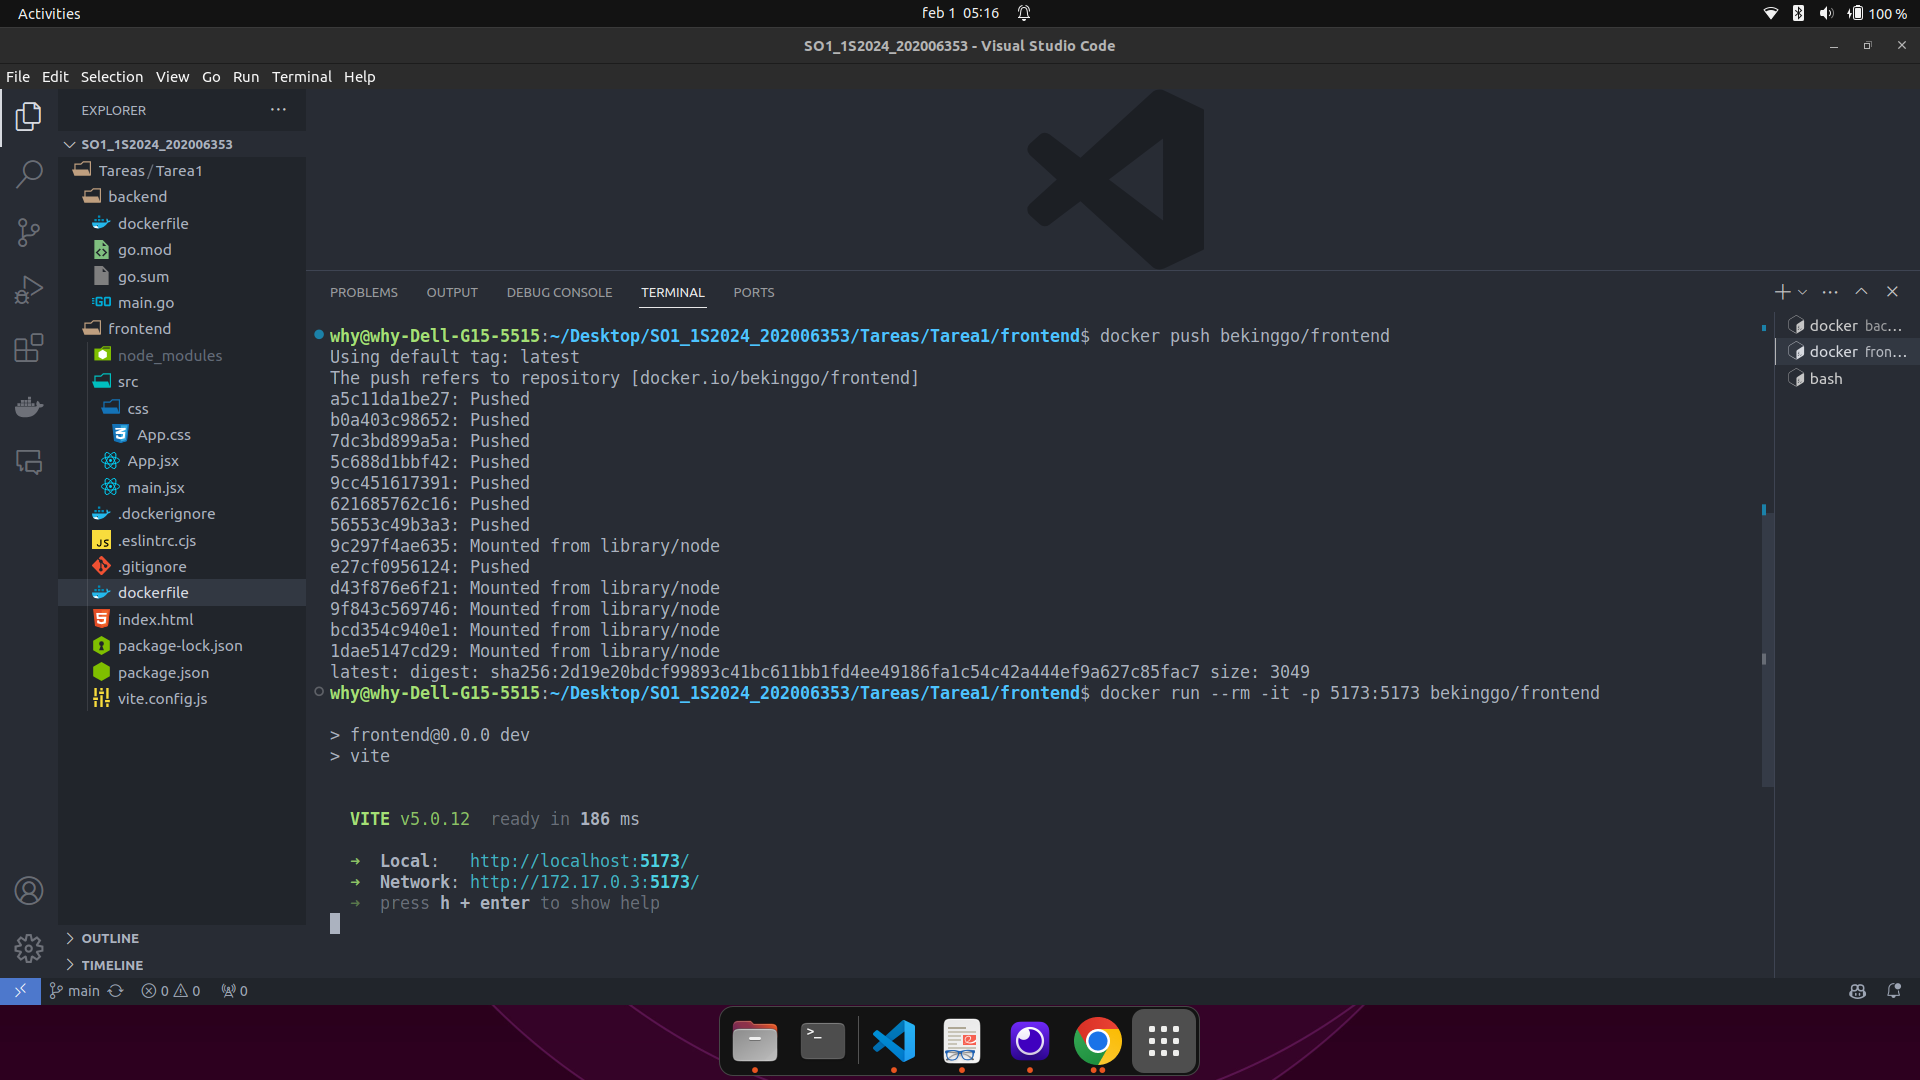 Activities
feb 1 05:16
100 %
SO1_1S2024_202006353 - Visual Studio Code
File Edit Selection View Go Run Terminal Help
EXPLORER
SO1_1S2024_202006353
Tareas / Tarea1
backend
dockerfile
go.mod
go.sum
main.go
frontend
node_modules
src
css
App.css
App.jsx
main.jsx
.dockerignore
.eslintrc.cjs
.gitignore
dockerfile
index.html
package-lock.json
package.json
vite.config.js
OUTLINE
TIMELINE
PROBLEMS OUTPUT DEBUG CONSOLE TERMINAL PORTS
why@why-Dell-G15-5515:~/Desktop/SO1_1S2024_202006353/Tareas/Tarea1/frontend$ docker push bekinggo/frontend
Using default tag: latest
The push refers to repository [docker.io/bekinggo/frontend]
a5c11da1be27: Pushed
b0a403c98652: Pushed
7dc3bd899a5a: Pushed
5c688d1bbf42: Pushed
9cc451617391: Pushed
621685762c16: Pushed
56553c49b3a3: Pushed
9c297f4ae635: Mounted from library/node
e27cf0956124: Pushed
d43f876e6f21: Mounted from library/node
9f843c569746: Mounted from library/node
bcd354c940e1: Mounted from library/node
1dae5147cd29: Mounted from library/node
latest: digest: sha256:2d19e20bdcf99893c41bc611bb1fd4ee49186fa1c54c42a444ef9a627c85fac7 size: 3049
why@why-Dell-G15-5515:~/Desktop/SO1_1S2024_202006353/Tareas/Tarea1/frontend$ docker run --rm -it -p 5173:5173 bekinggo/frontend
> frontend@0.0.0 dev
> vite
VITE v5.0.12 ready in 186 ms
➜ Local: http://localhost:5173/
➜ Network: http://172.17.0.3:5173/
➜ press h + enter to show help
docker bac...
docker fron...
bash
main 0 0 0